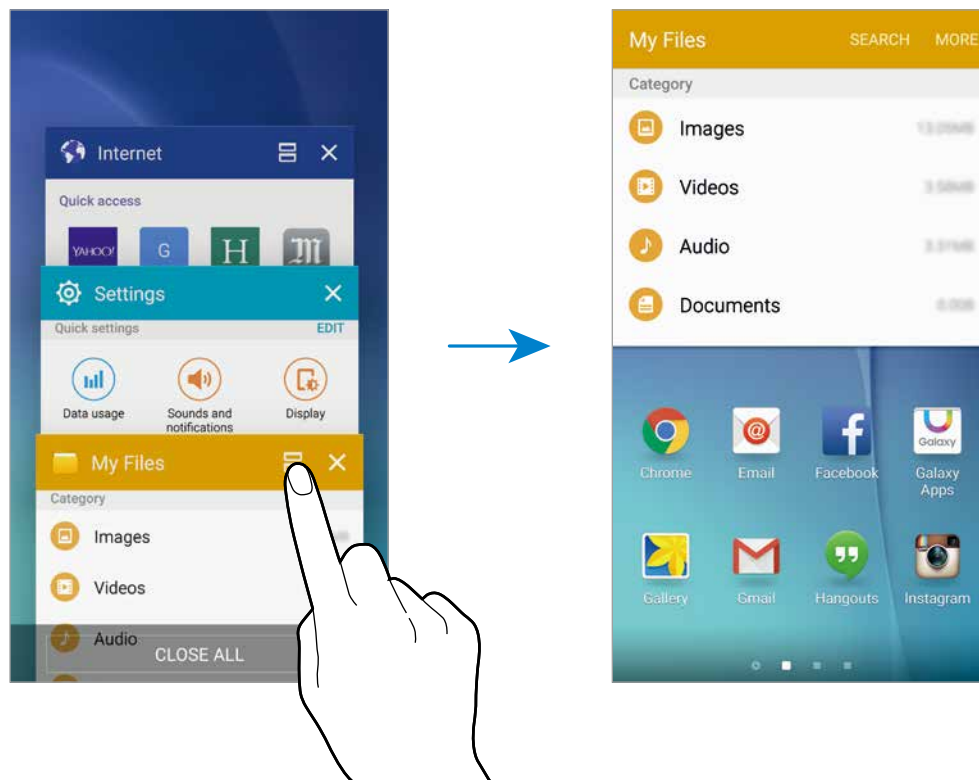 Internet
Quick access
YAHOO!
G
H
m
Settings
Quick settings
EDIT
Data usage
Sounds and
notifications
Display
My Files
Category
Images
Videos
Audio
CLOSE ALL
My Files
SEARCH
MORE
Category
Images
Videos
Audio
Documents
Chrome
Email
Facebook
Galaxy
Galaxy
Apps
Gallery
Gmail
Hangouts
Instagram